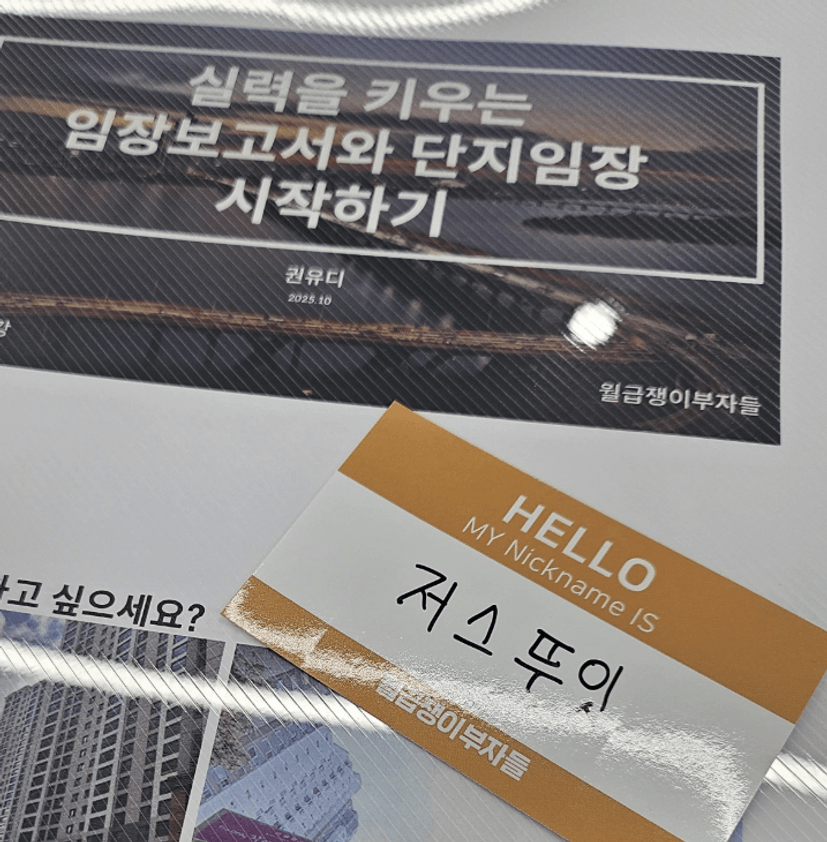 실력을 키우는
임장보고서와 단지임장
시작하기
권유디
2025.10
월급쟁이부자들
HELLO
MY Nickname IS
저스뚜잇
월급쟁이부자들
고 싶으세요?